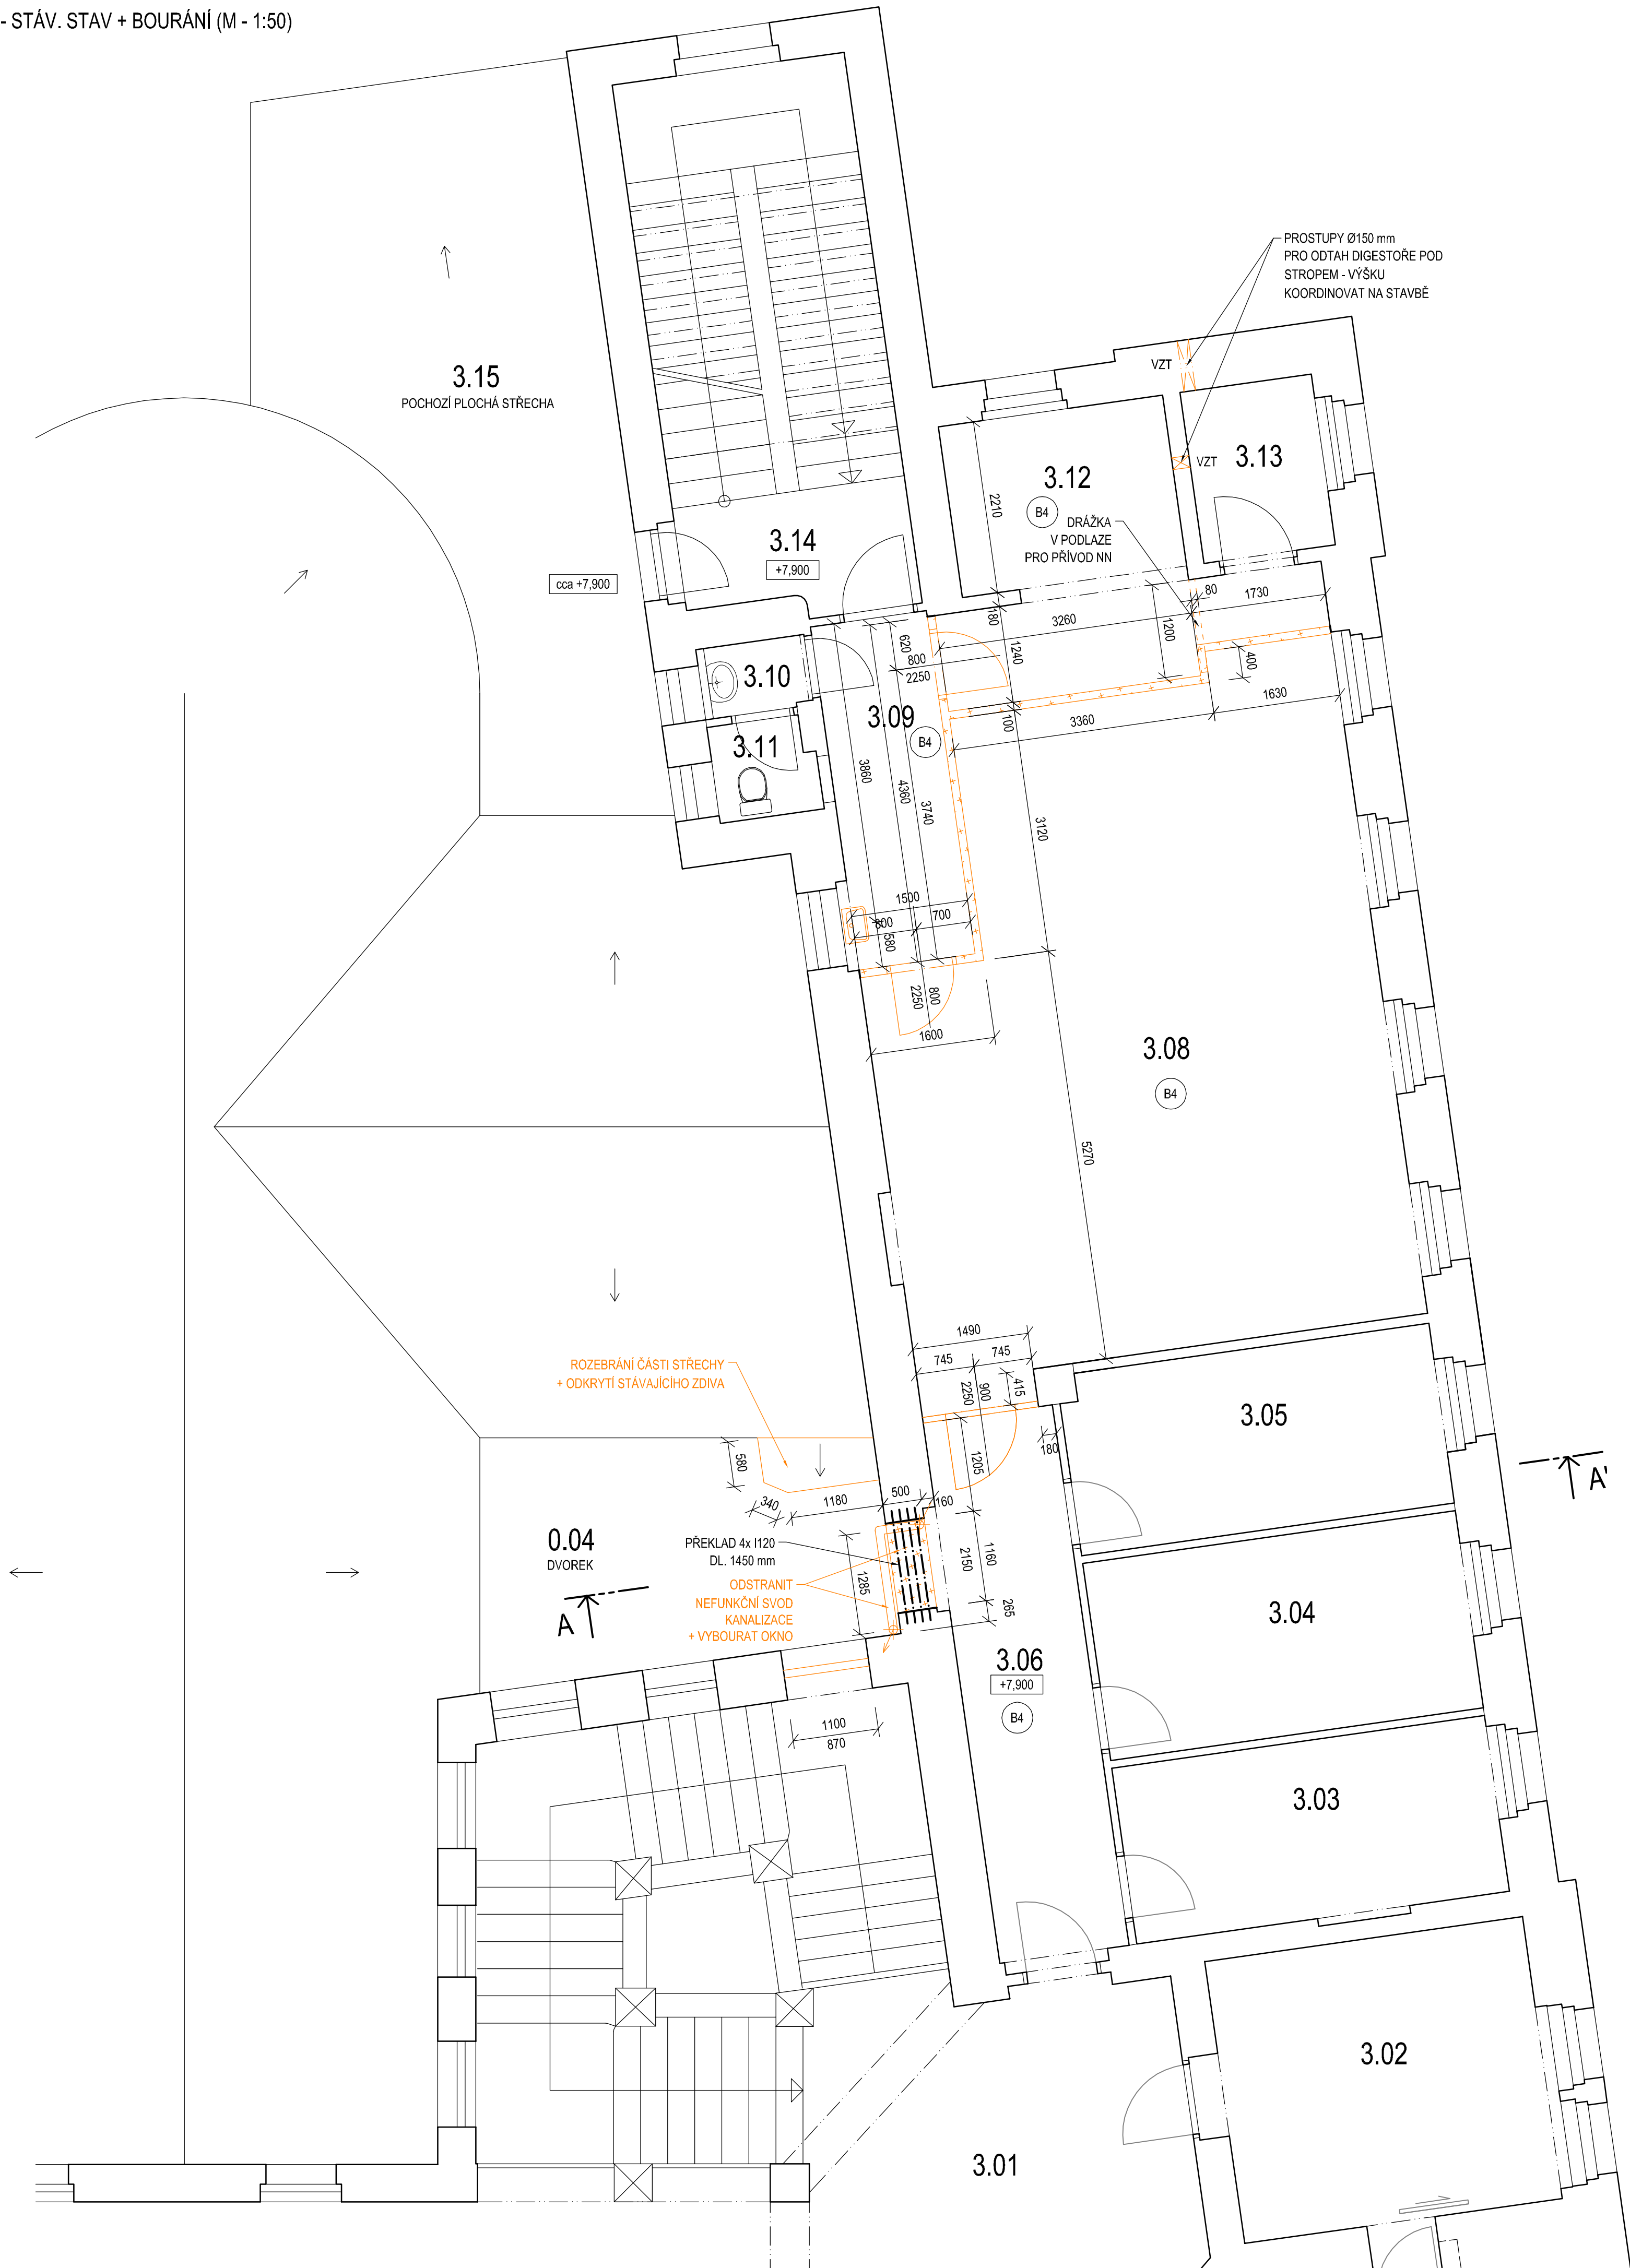 - STÁV. STAV + BOURÁNÍ (M - 1:50)
PROSTUPY Ø150 mm
PRO ODTAH DIGESTOŘE POD
STROPEM - VÝŠKU
KOORDINOVAT NA STAVBĚ
VZT
3.15
POCHOZÍ PLOCHÁ STŘECHA
VZT
3.13
3.12
B4
2210
DRÁŽKA
V PODLAZE
PRO PŘÍVOD NN
3.14
+7,900
cca +7,900
80
1730
180
3260
1200
620
1240
800
2250
400
3.10
1630
3.09
B4
100
3360
3.11
3860
4360
3740
3120
1500
800
700
580
2250
800
1600
3.08
B4
5270
1490
745
745
2250
900
415
ROZEBRÁNÍ ČÁSTI STŘECHY
+ ODKRYTÍ STÁVAJÍCÍHO ZDIVA
3.05
180
580
1205
A'
340
1180
500
160
0.04
DVOREK
PŘEKLAD 4x I120
DL. 1450 mm
1285
2150
1160
ODSTRANIT
NEFUNKČNÍ SVOD
KANALIZACE
+ VYBOURAT OKNO
265
3.04
A
3.06
+7,900
B4
1100
870
3.03
3.02
3.01